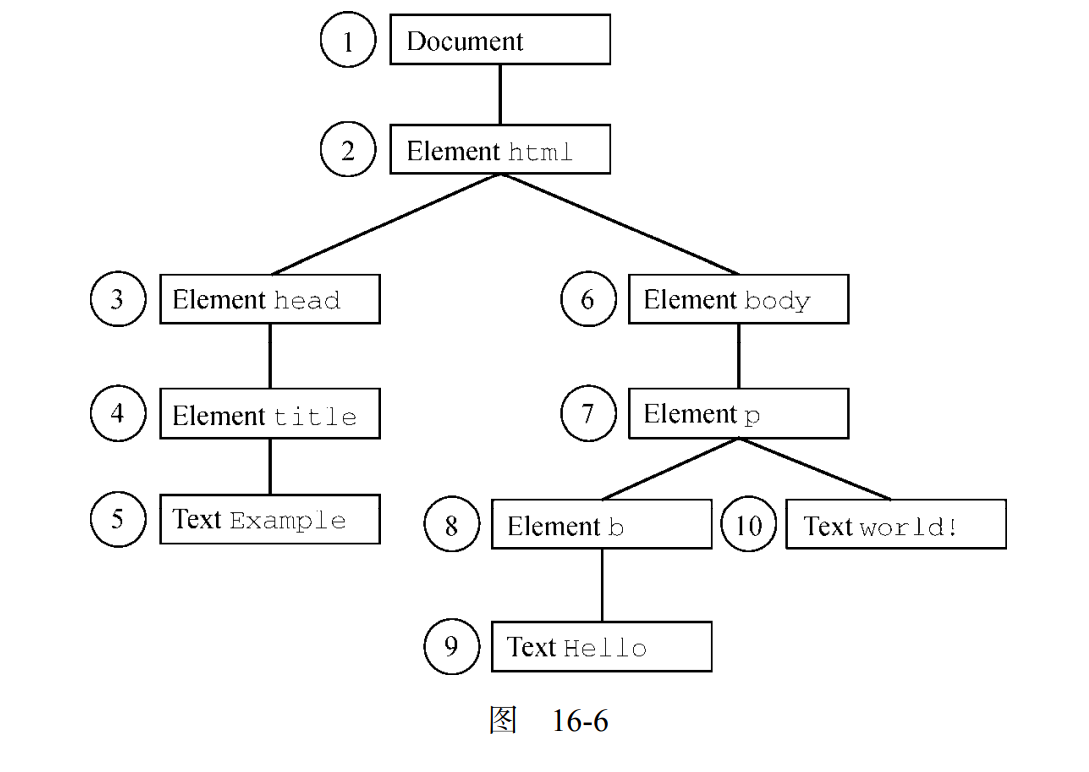 1 Document
2 Element html
3 Element head
6 Element body
4 Element title
7 Element p
5 Text Example
8 Element b
10 Text world!
9 Text Hello
图 16-6